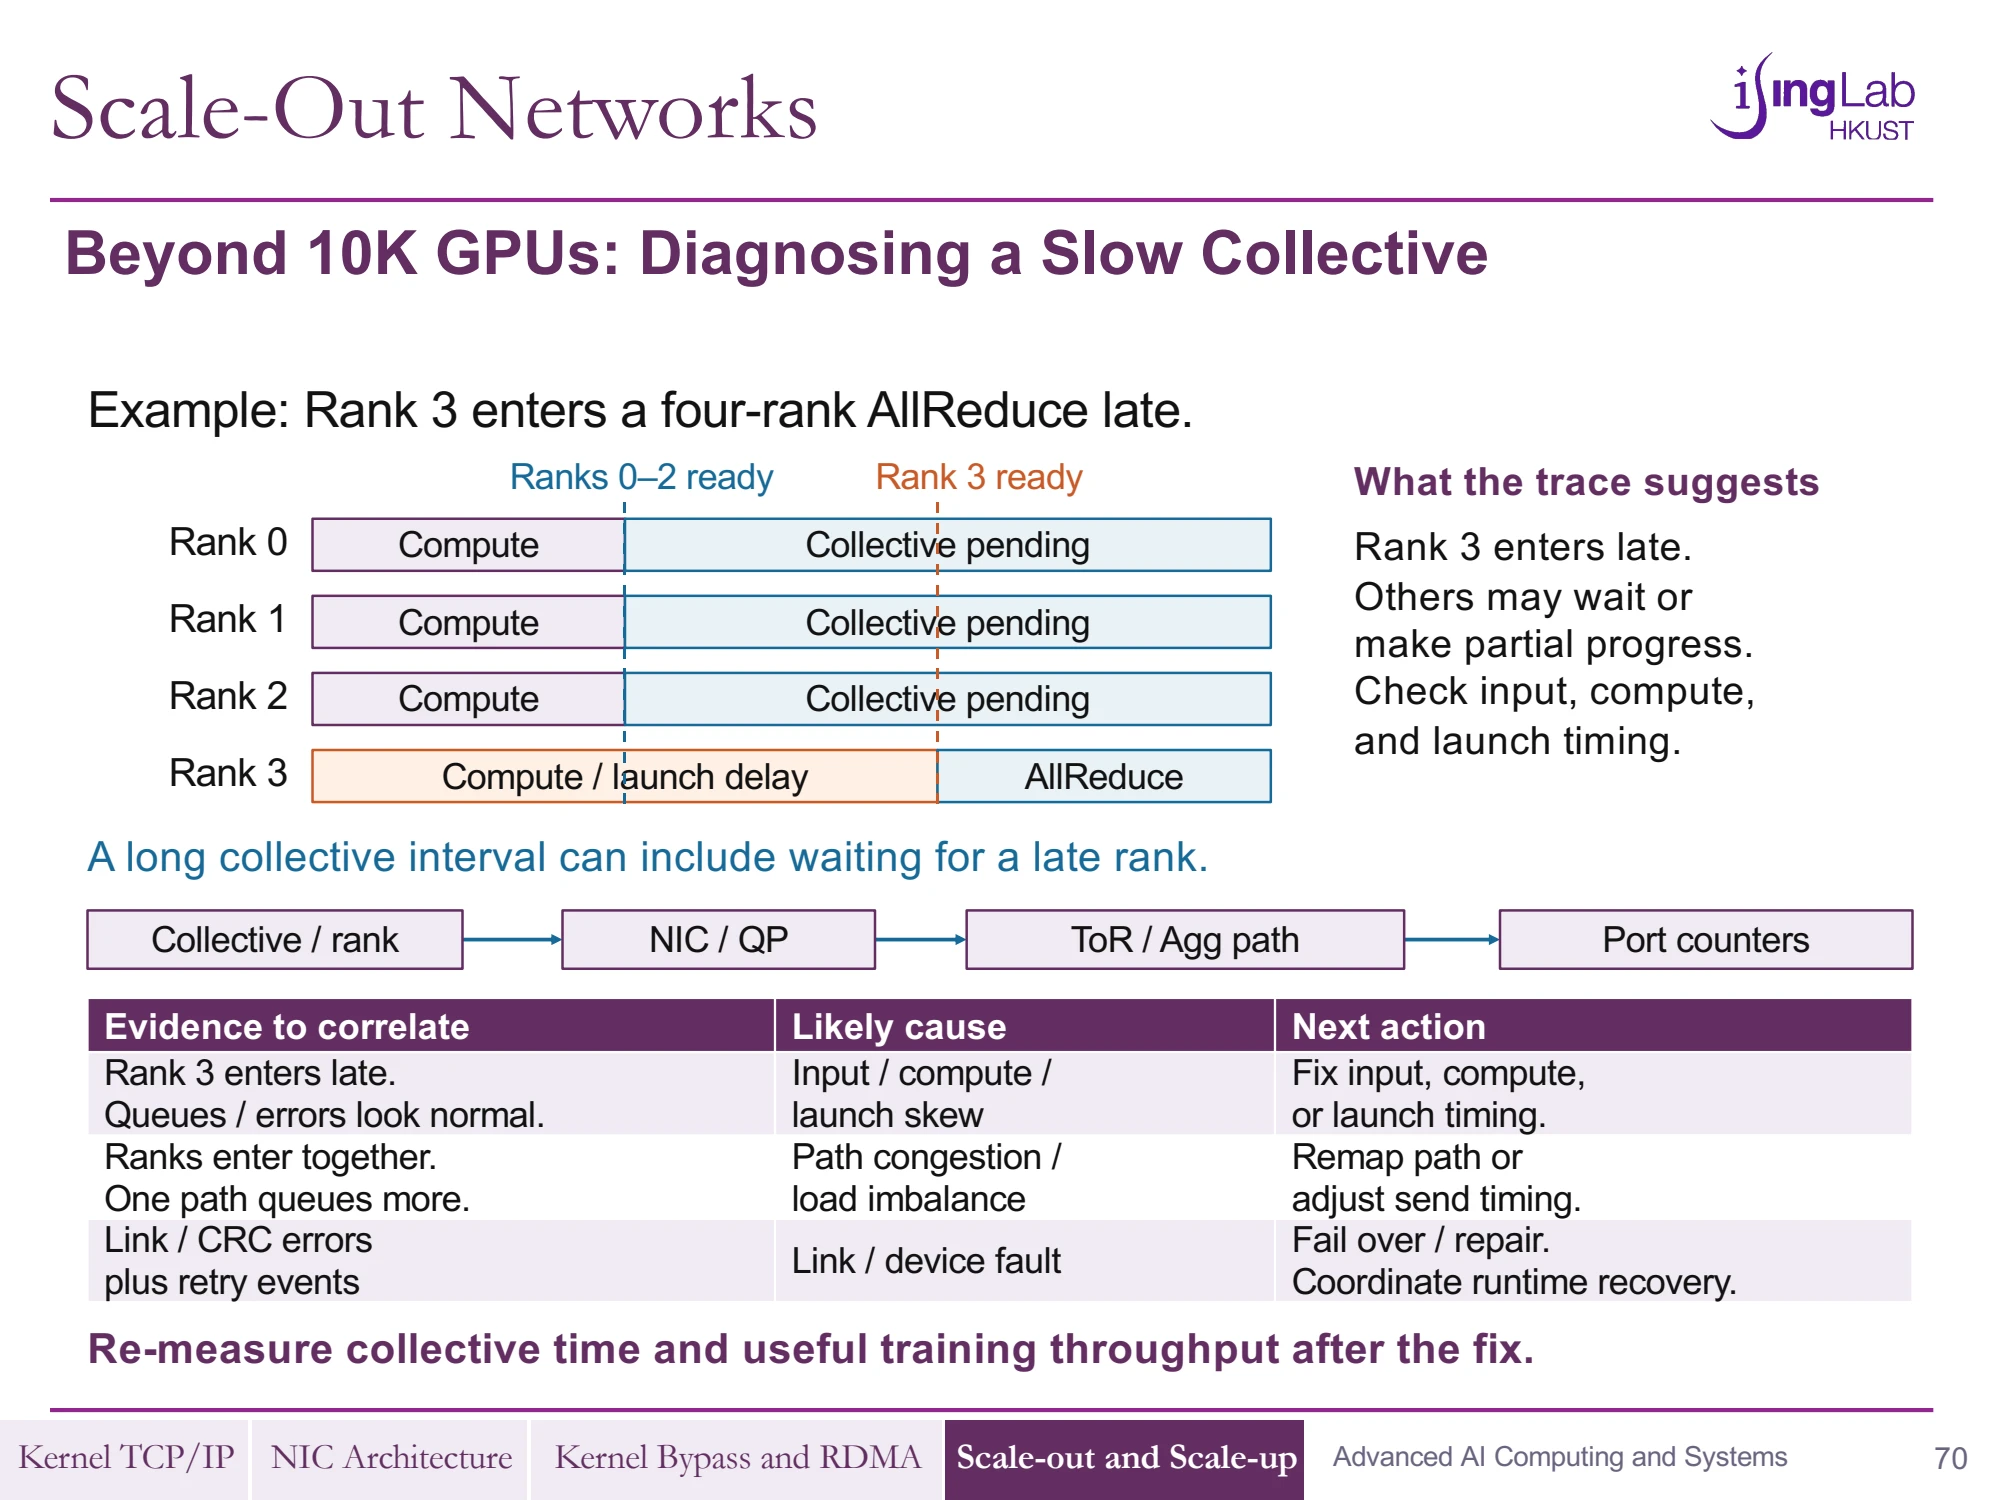 Scale-Out Networks
iSingLab
HKUST
Beyond 10K GPUs: Diagnosing a Slow Collective
Example: Rank 3 enters a four-rank AllReduce late.
Ranks 0–2 ready
Rank 3 ready
Rank 0
Compute
Collective pending
Rank 1
Compute
Collective pending
Rank 2
Compute
Collective pending
Rank 3
Compute / launch delay
AllReduce
What the trace suggests
Rank 3 enters late.
Others may wait or
make partial progress.
Check input, compute,
and launch timing.
A long collective interval can include waiting for a late rank.
Collective / rank
NIC / QP
ToR / Agg path
Port counters
Evidence to correlate
Likely cause
Next action
Rank 3 enters late.
Queues / errors look normal.
Input / compute /
launch skew
Fix input, compute,
or launch timing.
Ranks enter together.
One path queues more.
Path congestion /
load imbalance
Remap path or
adjust send timing.
Link / CRC errors
plus retry events
Link / device fault
Fail over / repair.
Coordinate runtime recovery.
Re-measure collective time and useful training throughput after the fix.
Kernel TCP/IP
NIC Architecture
Kernel Bypass and RDMA
Scale-out and Scale-up
Advanced AI Computing and Systems
70